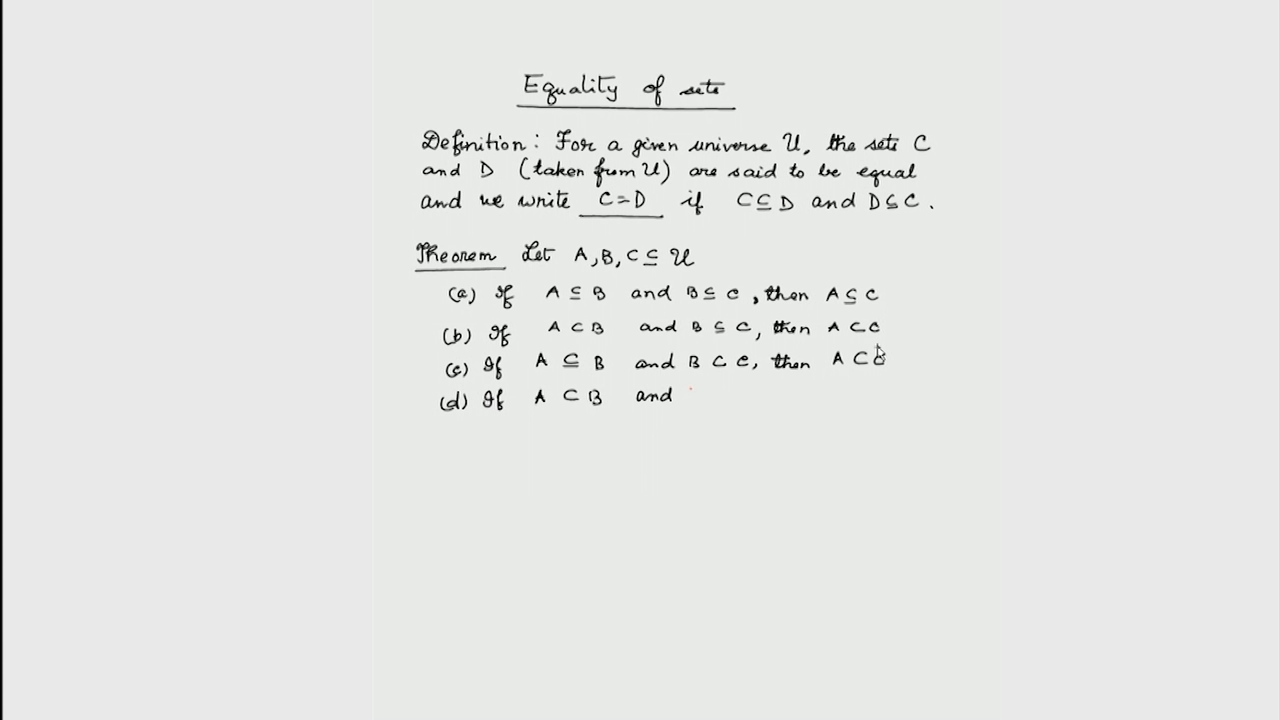 Equality of sets
Definition: For a given universe U, the sets C
and D (taken from U) are said to be equal
and we write C=D if C⊆D and D⊆C.
Theorem Let A,B,C ⊆ U
(a) If A ⊆ B and B ⊆ C, then A ⊆ C
(b) If A ⊂ B and B ⊆ C, then A ⊂ C
(c) If A ⊆ B and B ⊂ C, then A ⊂ C
(d) If A ⊂ B and